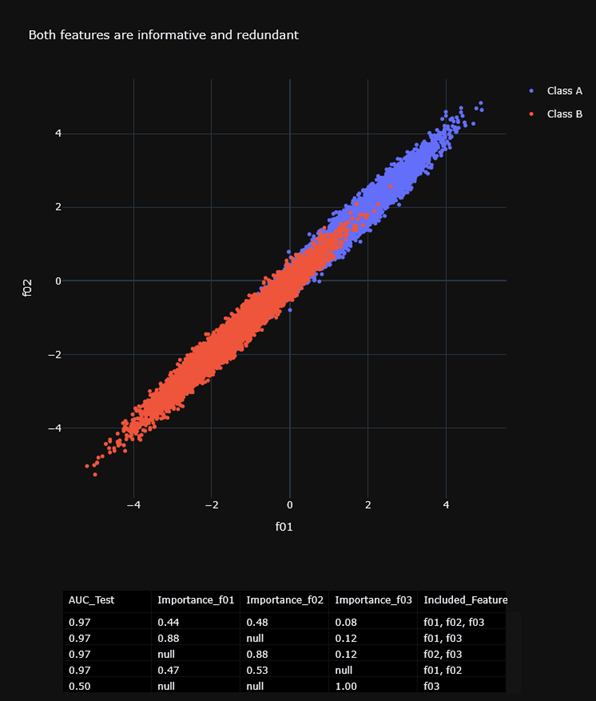 Both features are informative and redundant
Class A
Class B
4
2
0
−2
−4
f02
−4
−2
0
2
4
f01
AUC_Test Importance_f01 Importance_f02 Importance_f03 Included_Feature
0.97 0.44 0.48 0.08 f01, f02, f03
0.97 0.88 null 0.12 f01, f03
0.97 null 0.88 0.12 f02, f03
0.97 0.47 0.53 null f01, f02
0.50 null null 1.00 f03